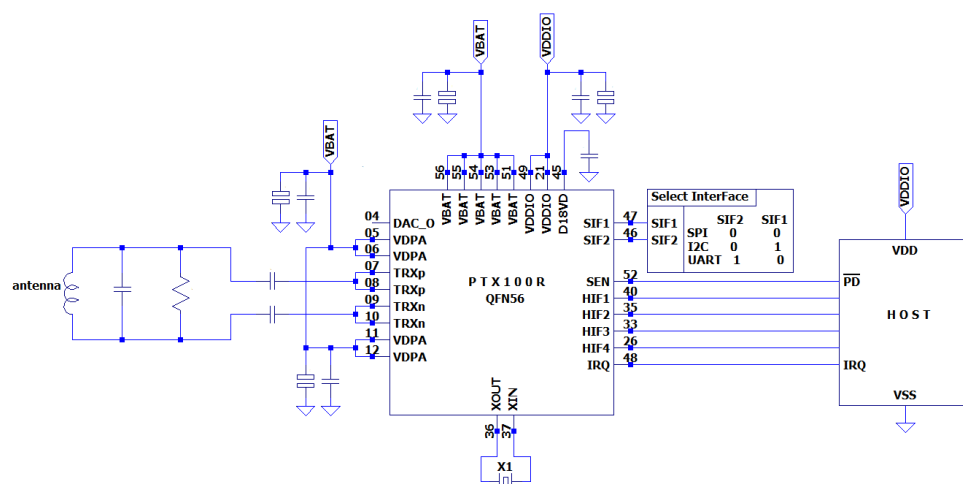 VBAT
VDDIO
VBAT
VDDIO
56
55
54
53
51
49
21
45
VBAT
VBAT
VBAT
VBAT
VBAT
VDDIO
VDDIO
D18VD
04 DAC_O
05 VDPA
06 VDPA
07 TRXp
08 TRXp
09 TRXn
10 TRXn
11 VDPA
12 VDPA
antenna
PTX100R
QFN56
SIF1 47 SIF1
SIF2 46 SIF2
SEN 52
HIF1 40
HIF2 35
HIF3 33
HIF4 26
IRQ 48
Select InterFace
SIF2 SIF1
SPI 0 0
I2C 0 1
UART 1 0
VDD
PD
HOST
IRQ
VSS
XOUT
XIN
36
37
X1